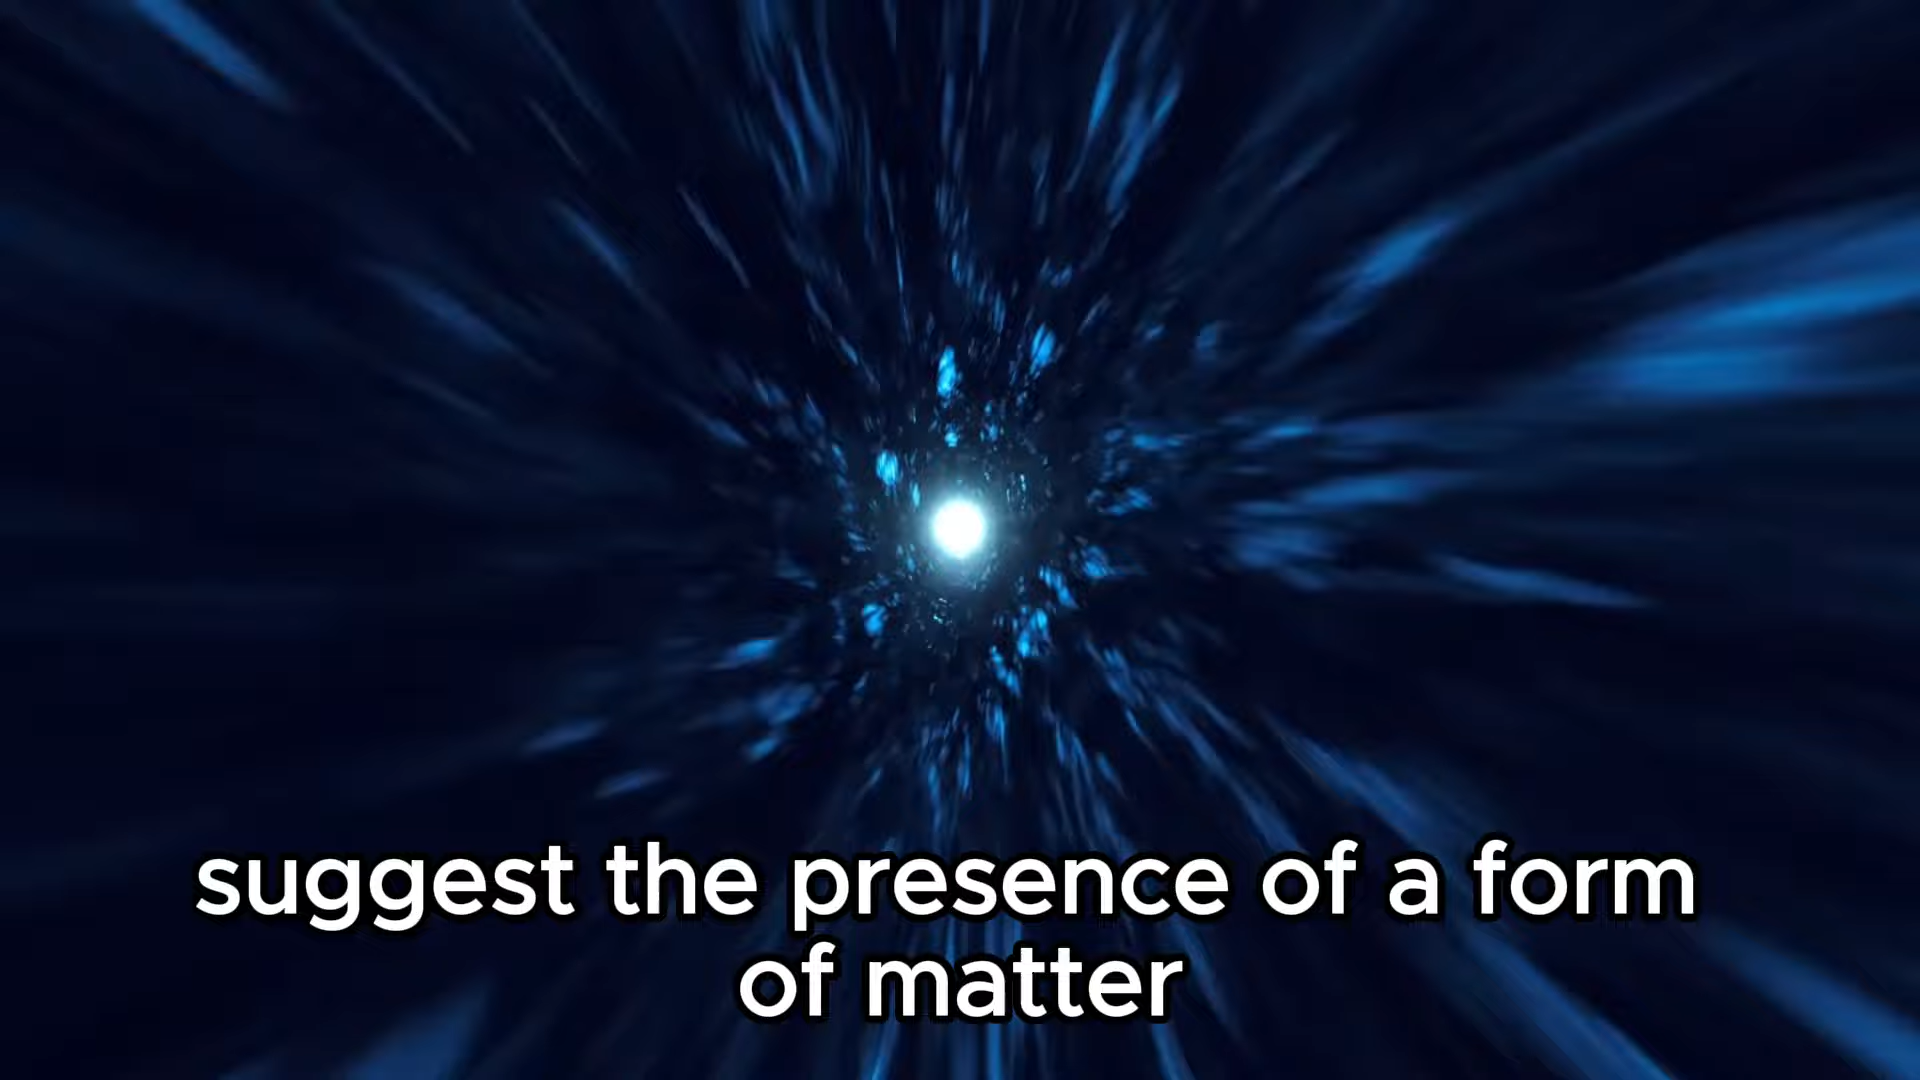 suggest the presence of a form
of matter